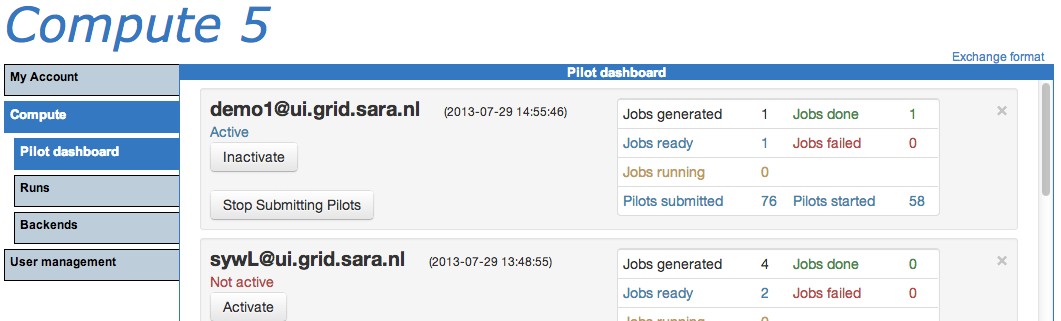 Compute 5
Exchange format
My Account
Pilot dashboard
Compute
Pilot dashboard
Runs
Backends
User management
demo1@ui.grid.sara.nl (2013-07-29 14:55:46)
Active
Inactivate
Stop Submitting Pilots
Jobs generated 1 Jobs done 1
Jobs ready 1 Jobs failed 0
Jobs running 0
Pilots submitted 76 Pilots started 58
×
sywL@ui.grid.sara.nl (2013-07-29 13:48:55)
Not active
Activate
Jobs generated 4 Jobs done 0
Jobs ready 2 Jobs failed 0
Jobs running 0
×